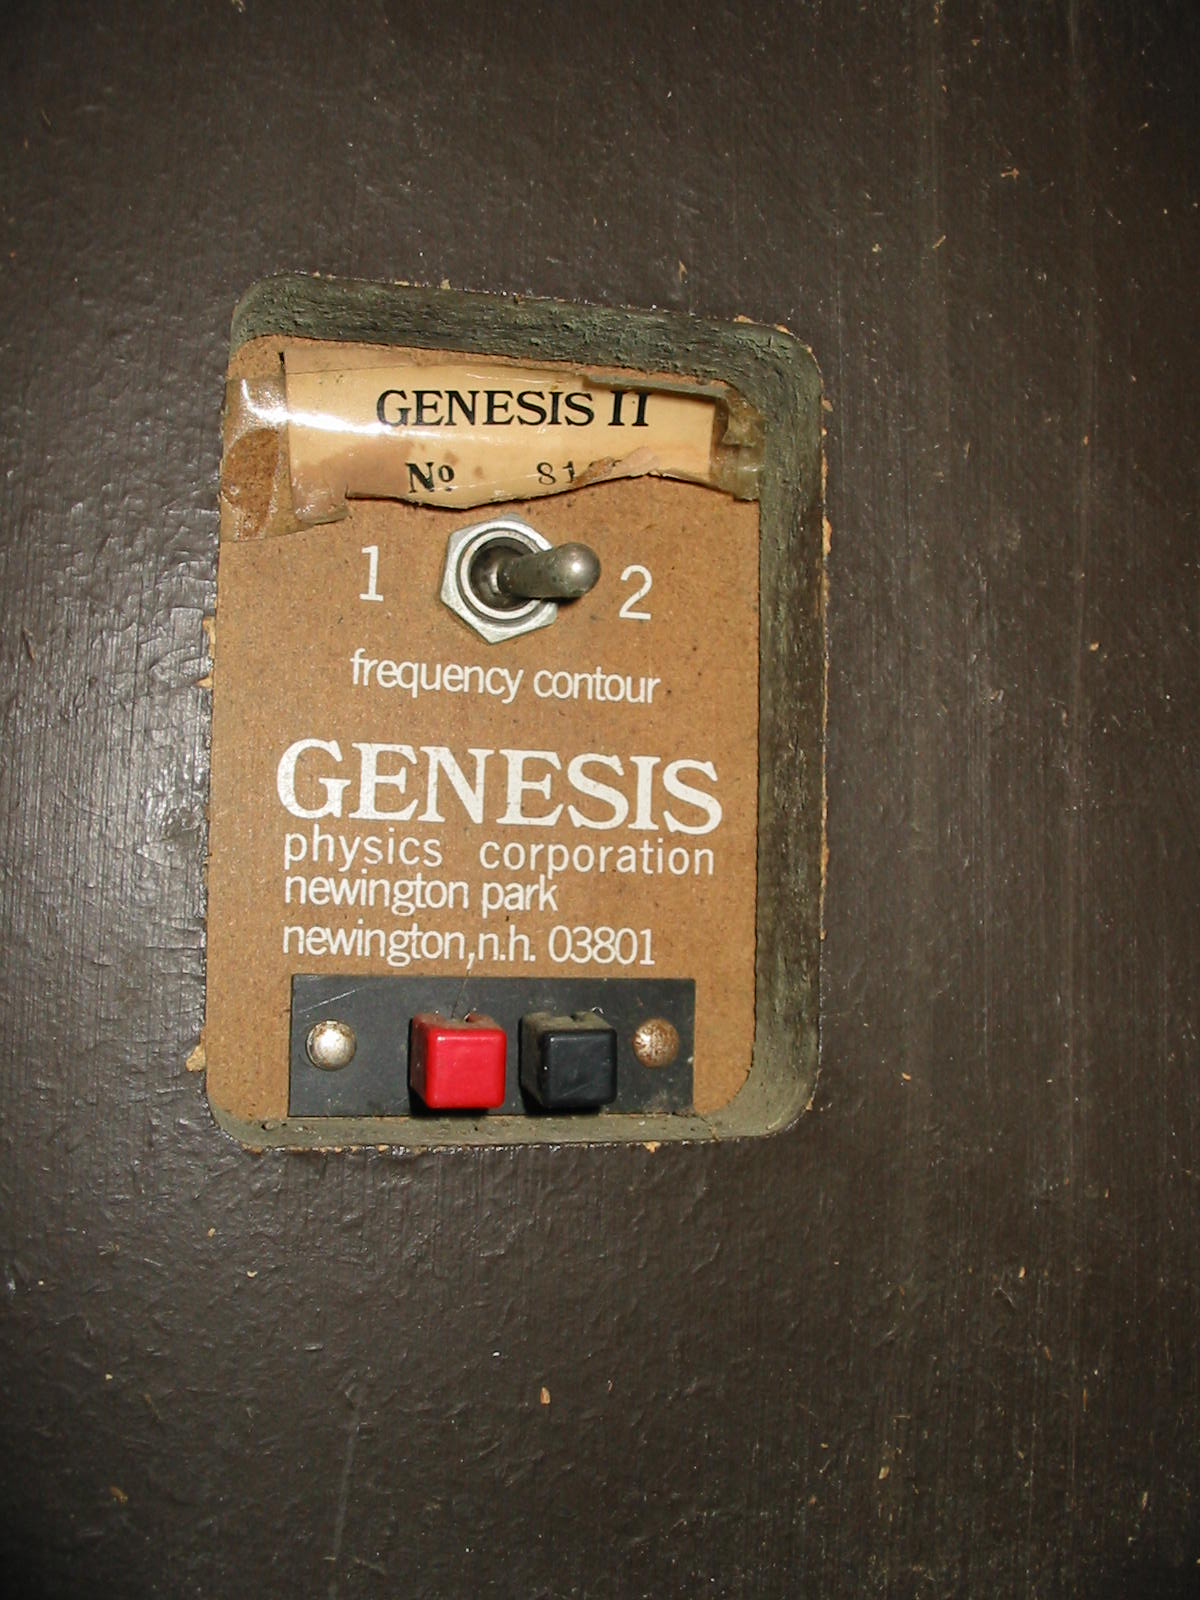 GENESIS II
No
1 2
frequency contour
GENESIS
physics corporation
newington park
newington, n.h. 03801